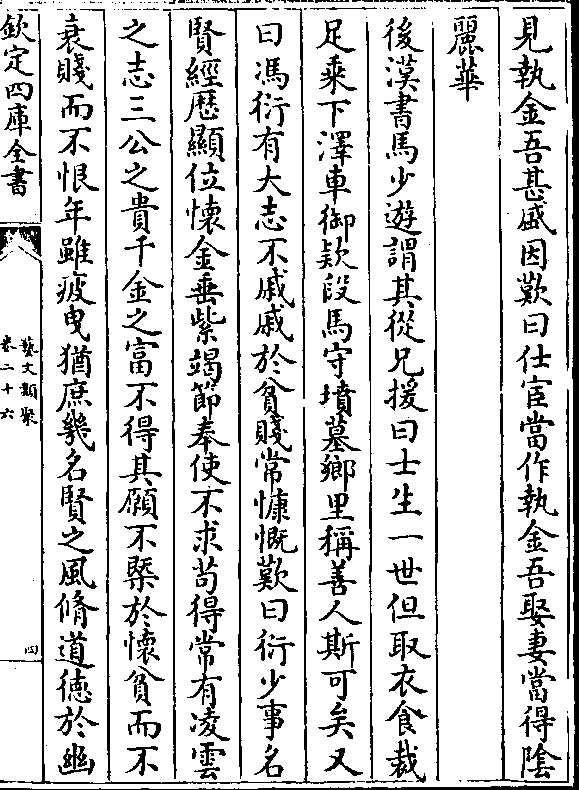 見執金吾甚盛因歎曰仕宦當作執金吾娶妻當得陰
麗華
後漢書馬少遊謂其從兄援曰士生一世但取衣食裁
足乘下澤車御欵段馬守墳墓鄉里稱善人斯可矣又
曰馮衍有大志不戚戚於貧賤常慷慨歎曰衍少事名
賢經歴顯位懷金垂紫竭節奉使不求苟得常有凌雲
之志三公之貴千金之富不得其願不槩於懷貧而不
衰賤而不恨年雖疲曳猶庶幾名賢之風脩道德於幽
欽定四庫全書
藝文類聚
卷二十六
四